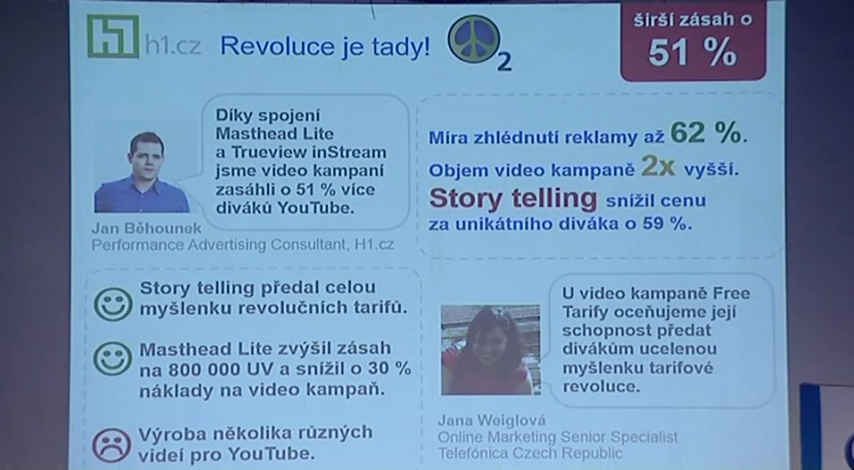 h1.cz
Revoluce je tady!
O2
širší zásah o
51 %
Díky spojení
Masthead Lite
a Trueview inStream
jsme video kampaní
zasáhli o 51 % více
diváků YouTube.
Jan Běhounek
Performance Advertising Consultant, H1.cz
Míra zhlédnutí reklamy až 62 %.
Objem video kampaně 2x vyšší.
Story telling snížil cenu
za unikátního diváka o 59 %.
Story telling předal celou
myšlenku revolučních tarifů.
Masthead Lite zvýšil zásah
na 800 000 UV a snížil o 30 %
náklady na video kampaň.
Výroba několika různých
videí pro YouTube.
U video kampaně Free
Tarify oceňujeme její
schopnost předat
divákům ucelenou
myšlenku tarifové
revoluce.
Jana Weiglová
Online Marketing Senior Specialist
Telefónica Czech Republic